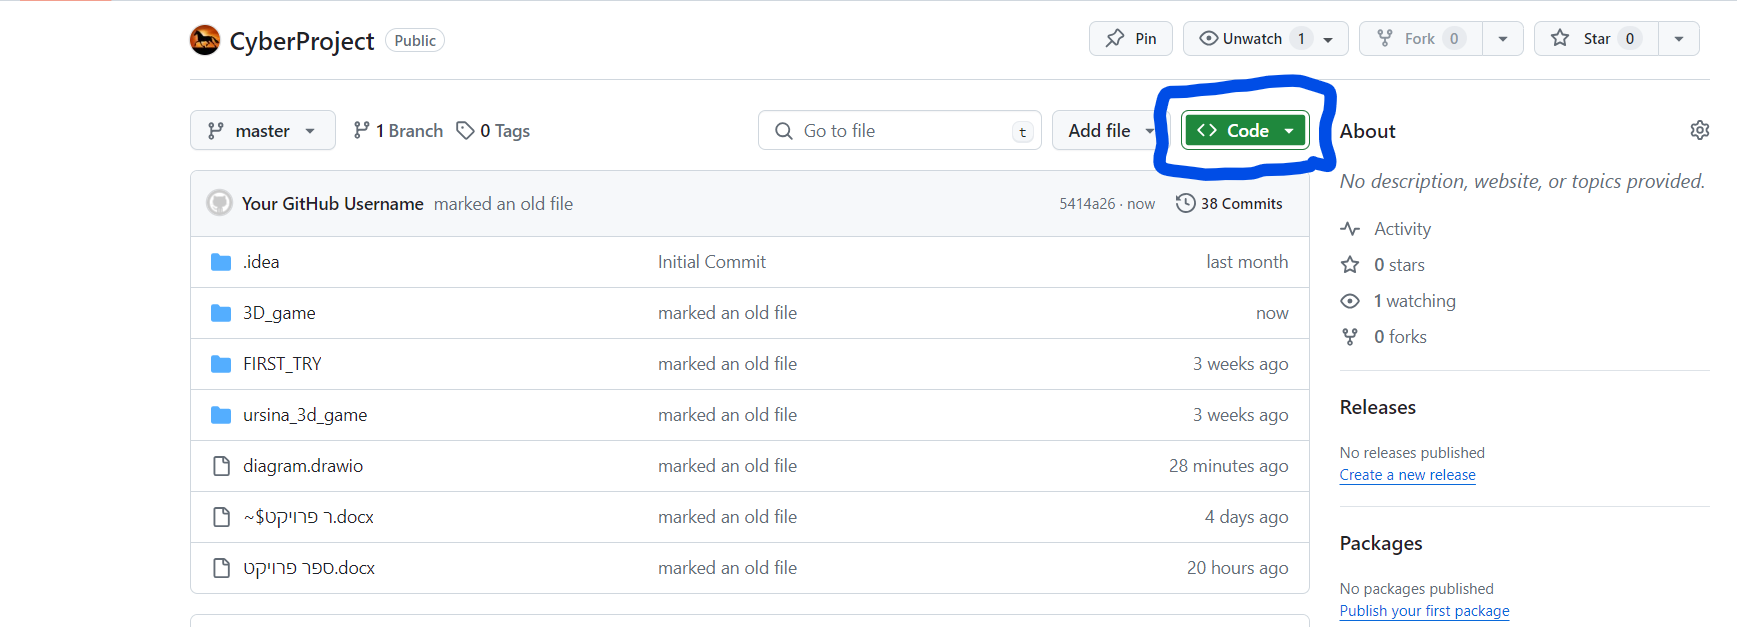 CyberProject Public Pin Unwatch 1 Fork 0 Star 0
master 1 Branch 0 Tags Go to file t Add file Code About
No description, website, or topics provided.
Your GitHub Username marked an old file 5414a26 · now 38 Commits
Activity
.idea Initial Commit last month
0 stars
1 watching
3D_game marked an old file now
0 forks
FIRST_TRY marked an old file 3 weeks ago
Releases
ursina_3d_game marked an old file 3 weeks ago
No releases published
diagram.drawio marked an old file 28 minutes ago
Create a new release
~$ר פרויקט.docx marked an old file 4 days ago
Packages
ספר פרויקט.docx marked an old file 20 hours ago
No packages published
Publish your first package